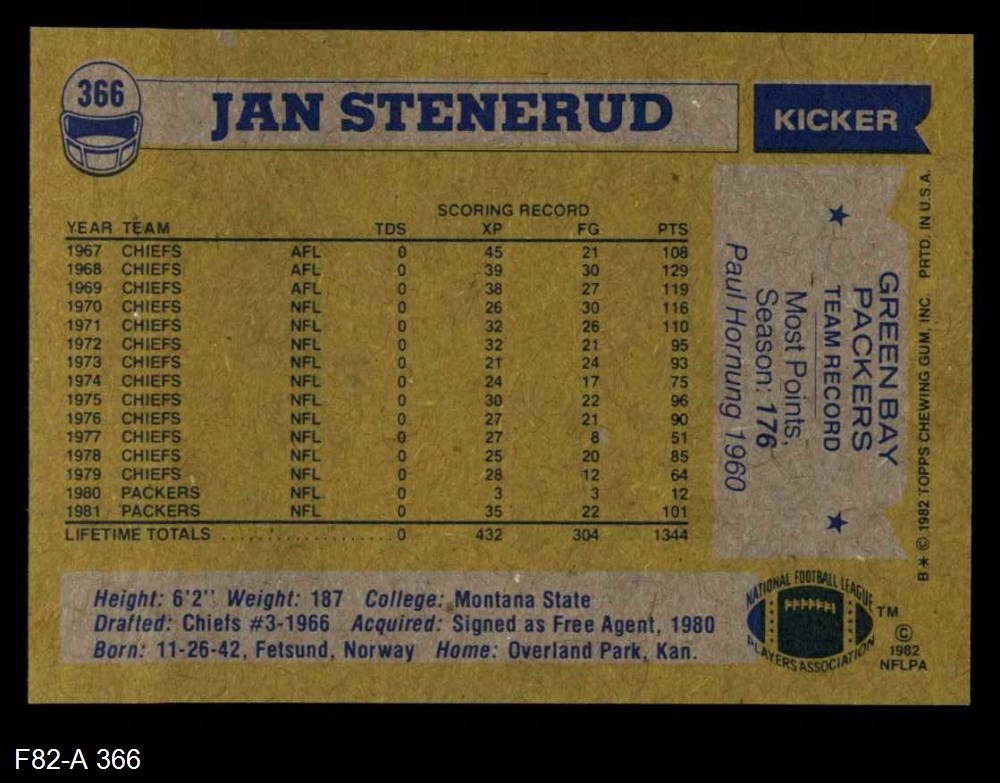 366
JAN STENERUD
KICKER
SCORING RECORD
YEAR TEAM TDS XP FG PTS
1967 CHIEFS AFL 0 45 21 108
1968 CHIEFS AFL 0 39 30 129
1969 CHIEFS AFL 0 38 27 119
1970 CHIEFS NFL 0 26 30 116
1971 CHIEFS NFL 0 32 26 110
1972 CHIEFS NFL 0 32 21 95
1973 CHIEFS NFL 0 21 24 93
1974 CHIEFS NFL 0 24 17 75
1975 CHIEFS NFL 0 30 22 96
1976 CHIEFS NFL 0 27 21 90
1977 CHIEFS NFL 0 27 8 51
1978 CHIEFS NFL 0 25 20 85
1979 CHIEFS NFL 0 28 12 64
1980 PACKERS NFL 0 3 3 12
1981 PACKERS NFL 0 35 22 101
LIFETIME TOTALS . . . . . . . . . . . . . . . . . . . . . 0 432 304 1344
GREEN BAY
PACKERS
TEAM RECORD
Most Points,
Season: 176
Paul Hornung 1960
B* © 1982 TOPPS CHEWING GUM, INC. PRTD. IN U.S.A.
Height: 6'2" Weight: 187 College: Montana State
Drafted: Chiefs #3-1966 Acquired: Signed as Free Agent, 1980
Born: 11-26-42, Fetsund, Norway Home: Overland Park, Kan.
NATIONAL FOOTBALL LEAGUE
PLAYERS ASSOCIATION
TM
©
1982
NFLPA
F82-A 366